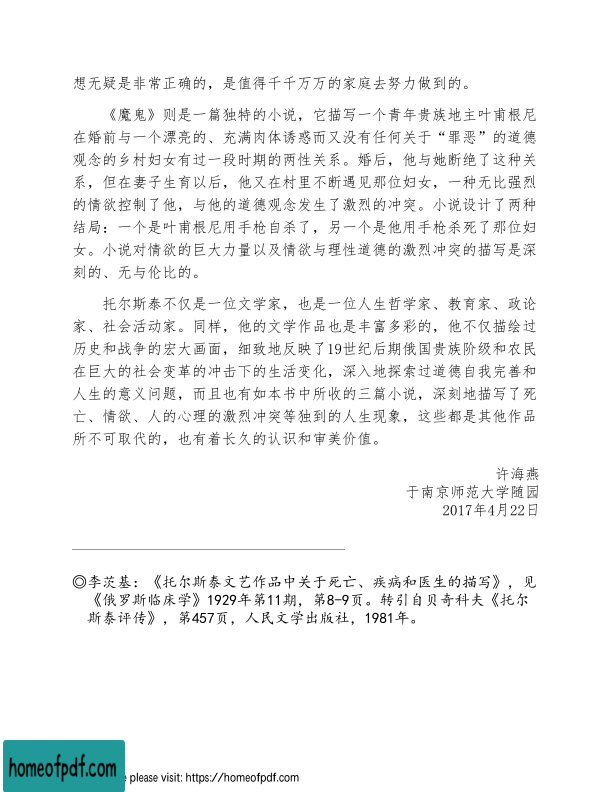 想无疑是非常正确的，是值得千千万万的家庭去努力做到的。
《魔鬼》则是一篇独特的小说，它描写一个青年贵族地主叶甫根尼
在婚前与一个漂亮的、充满肉体诱惑而又没有任何关于“罪恶”的道德
观念的乡村妇女有过一段时期的两性关系。婚后，他与她断绝了这种关
系，但在妻子生育以后，他又在村里不断遇见那位妇女，一种无比强烈
的情欲控制了他，与他的道德观念发生了激烈的冲突。小说设计了两种
结局：一个是叶甫根尼用手枪自杀了，另一个是他用手枪杀死了那位妇
女。小说对情欲的巨大力量以及情欲与理性道德的激烈冲突的描写是深
刻的、无与伦比的。
托尔斯泰不仅是一位文学家，也是一位人生哲学家、教育家、政论
家、社会活动家。同样，他的文学作品也是丰富多彩的，他不仅描绘过
历史和战争的宏大画面，细致地反映了19世纪后期俄国贵族阶级和农民
在巨大的社会变革的冲击下的生活变化，深入地探索过道德自我完善和
人生的意义问题，而且也有如本书中所收的三篇小说，深刻地描写了死
亡、情欲、人的心理的激烈冲突等独到的人生现象，这些都是其他作品
所不可取代的，也有着长久的认识和审美价值。
许海燕
于南京师范大学随园
2017年4月22日
◎李茨基：《托尔斯泰文艺作品中关于死亡、疾病和医生的描写》，见
《俄罗斯临床学》1929年第11期，第8-9页。转引自贝奇科夫《托尔
斯泰评传》，第457页，人民文学出版社，1981年。
homeofpdf.com
e please visit: https://homeofpdf.com